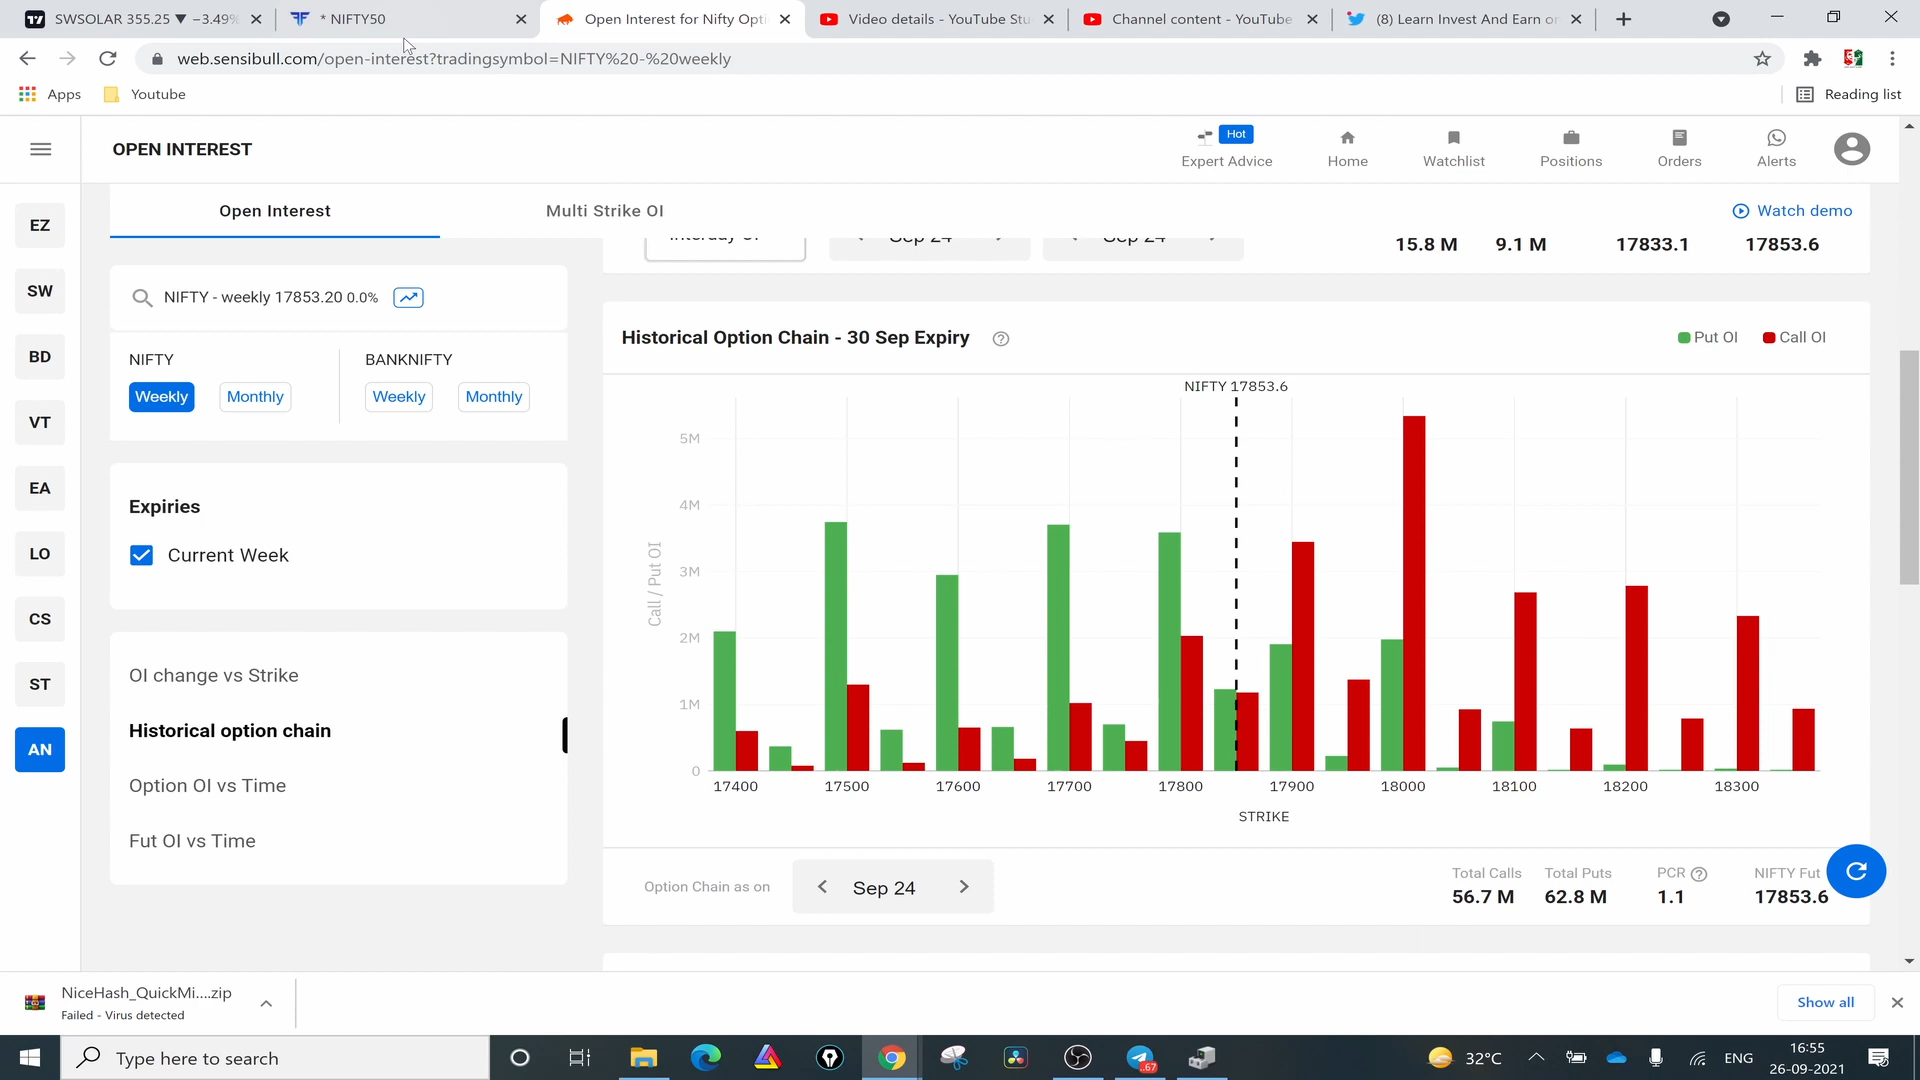 SWSOLAR 355.25 ▼ −3.49%
* NIFTY50
Open Interest for Nifty Opti
Video details - YouTube Stu
Channel content - YouTube
(8) Learn Invest And Earn on
web.sensibull.com/open-interest?tradingsymbol=NIFTY%20-%20weekly
Apps
Youtube
Reading list
OPEN INTEREST
Hot
Expert Advice
Home
Watchlist
Positions
Orders
Alerts
EZ
SW
BD
VT
EA
LO
CS
ST
AN
Open Interest
Multi Strike OI
Watch demo
Sep 24
Sep 24
15.8 M
9.1 M
17833.1
17853.6
NIFTY - weekly 17853.20 0.0%
NIFTY
Weekly
Monthly
BANKNIFTY
Weekly
Monthly
Expiries
Current Week
OI change vs Strike
Historical option chain
Option OI vs Time
Fut OI vs Time
Historical Option Chain - 30 Sep Expiry
Put OI
Call OI
NIFTY 17853.6
5M
4M
3M
2M
1M
0
Call / Put OI
17400
17500
17600
17700
17800
17900
18000
18100
18200
18300
STRIKE
Option Chain as on
Sep 24
Total Calls
56.7 M
Total Puts
62.8 M
PCR
1.1
NIFTY Fut
17853.6
NiceHash_QuickMi....zip
Failed - Virus detected
Show all
Type here to search
67
32°C
ENG
16:55
26-09-2021